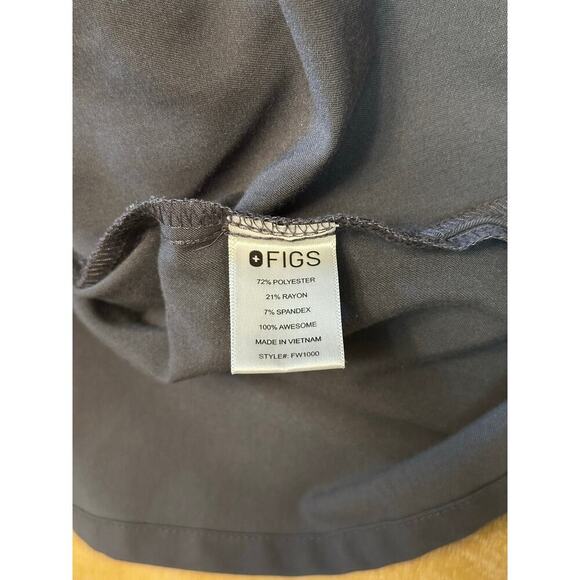 FIGS
72% POLYESTER
21% RAYON
7% SPANDEX
100% AWESOME
MADE IN VIETNAM
STYLE#: FW1000